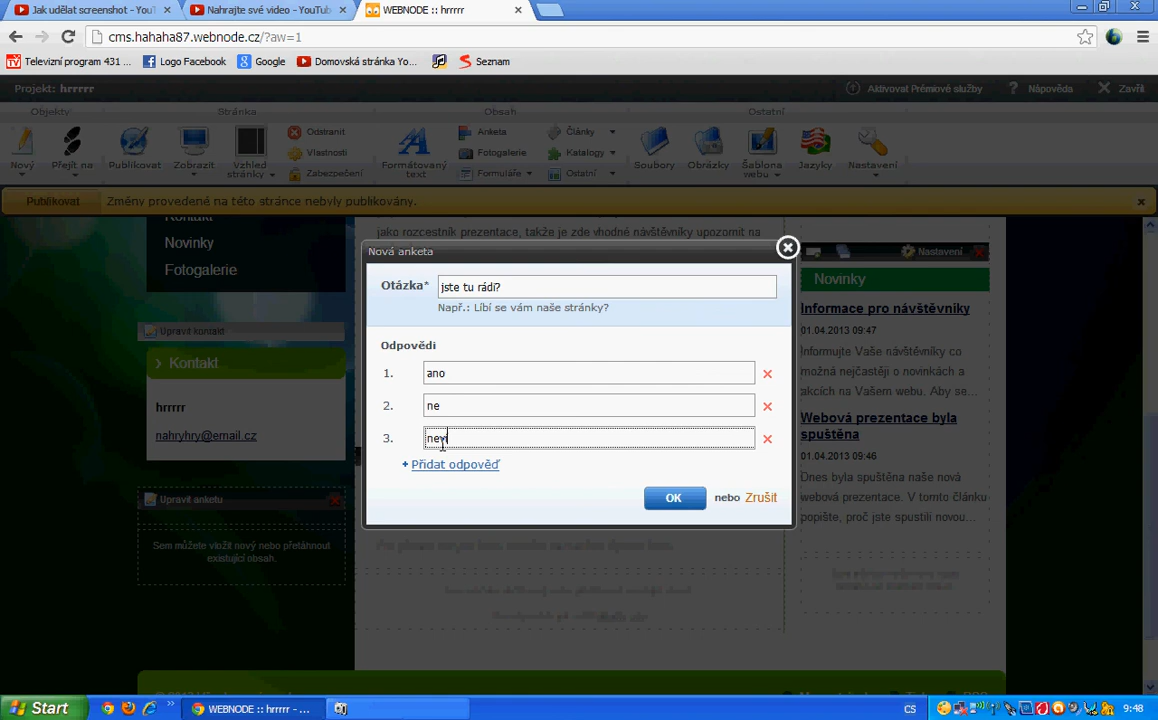 Jak udělat screenshot - YouT
Nahrajte své video - YouTub
WEBNODE :: hrrrrr
cms.hahaha87.webnode.cz/?aw=1
Televizní program 431 ...
Logo Facebook
Google
Domovská stránka Yo...
Seznam
Projekt: hrrrrr
Aktivovat Prémiové služby
Nápověda
Zavřít
Objekty
Stránka
Obsah
Ostatní
Nový
Přejít na
Publikovat
Zobrazit
Vzhled stránky
Odstranit
Vlastnosti
Zabezpečení
Formátovaný text
Anketa
Fotogalerie
Formuláře
Články
Katalogy
Ostatní
Soubory
Obrázky
Šablona webu
Jazyky
Nastavení
Publikovat
Změny provedené na této stránce nebyly publikovány.
Kontakt
Novinky
Fotogalerie
jako rozcestník prezentace, takže je zde vhodné návštěvníky upozornit na
Nová anketa
Otázka*
jste tu rádi?
Např.: Líbí se vám naše stránky?
Odpovědi
1. ano
2. ne
3. nevi
+ Přidat odpověď
OK
nebo Zrušit
Upravit kontakt
Kontakt
hrrrrr
nahryhry@email.cz
Upravit anketu
Sem můžete vložit nový nebo přetáhnout
existující obsah.
Nastavení
Novinky
Informace pro návštěvníky
01.04.2013 09:47
Informujte Vaše návštěvníky co
možná nejčastěji o novinkách a
akcích na Vašem webu. Aby se...
Webová prezentace byla
spuštěna
01.04.2013 09:46
Dnes byla spuštěna naše nová
webová prezentace. V tomto článku
popište, proč jste spustili novou...
Start
WEBNODE :: hrrrrr - ...
CS
9:48